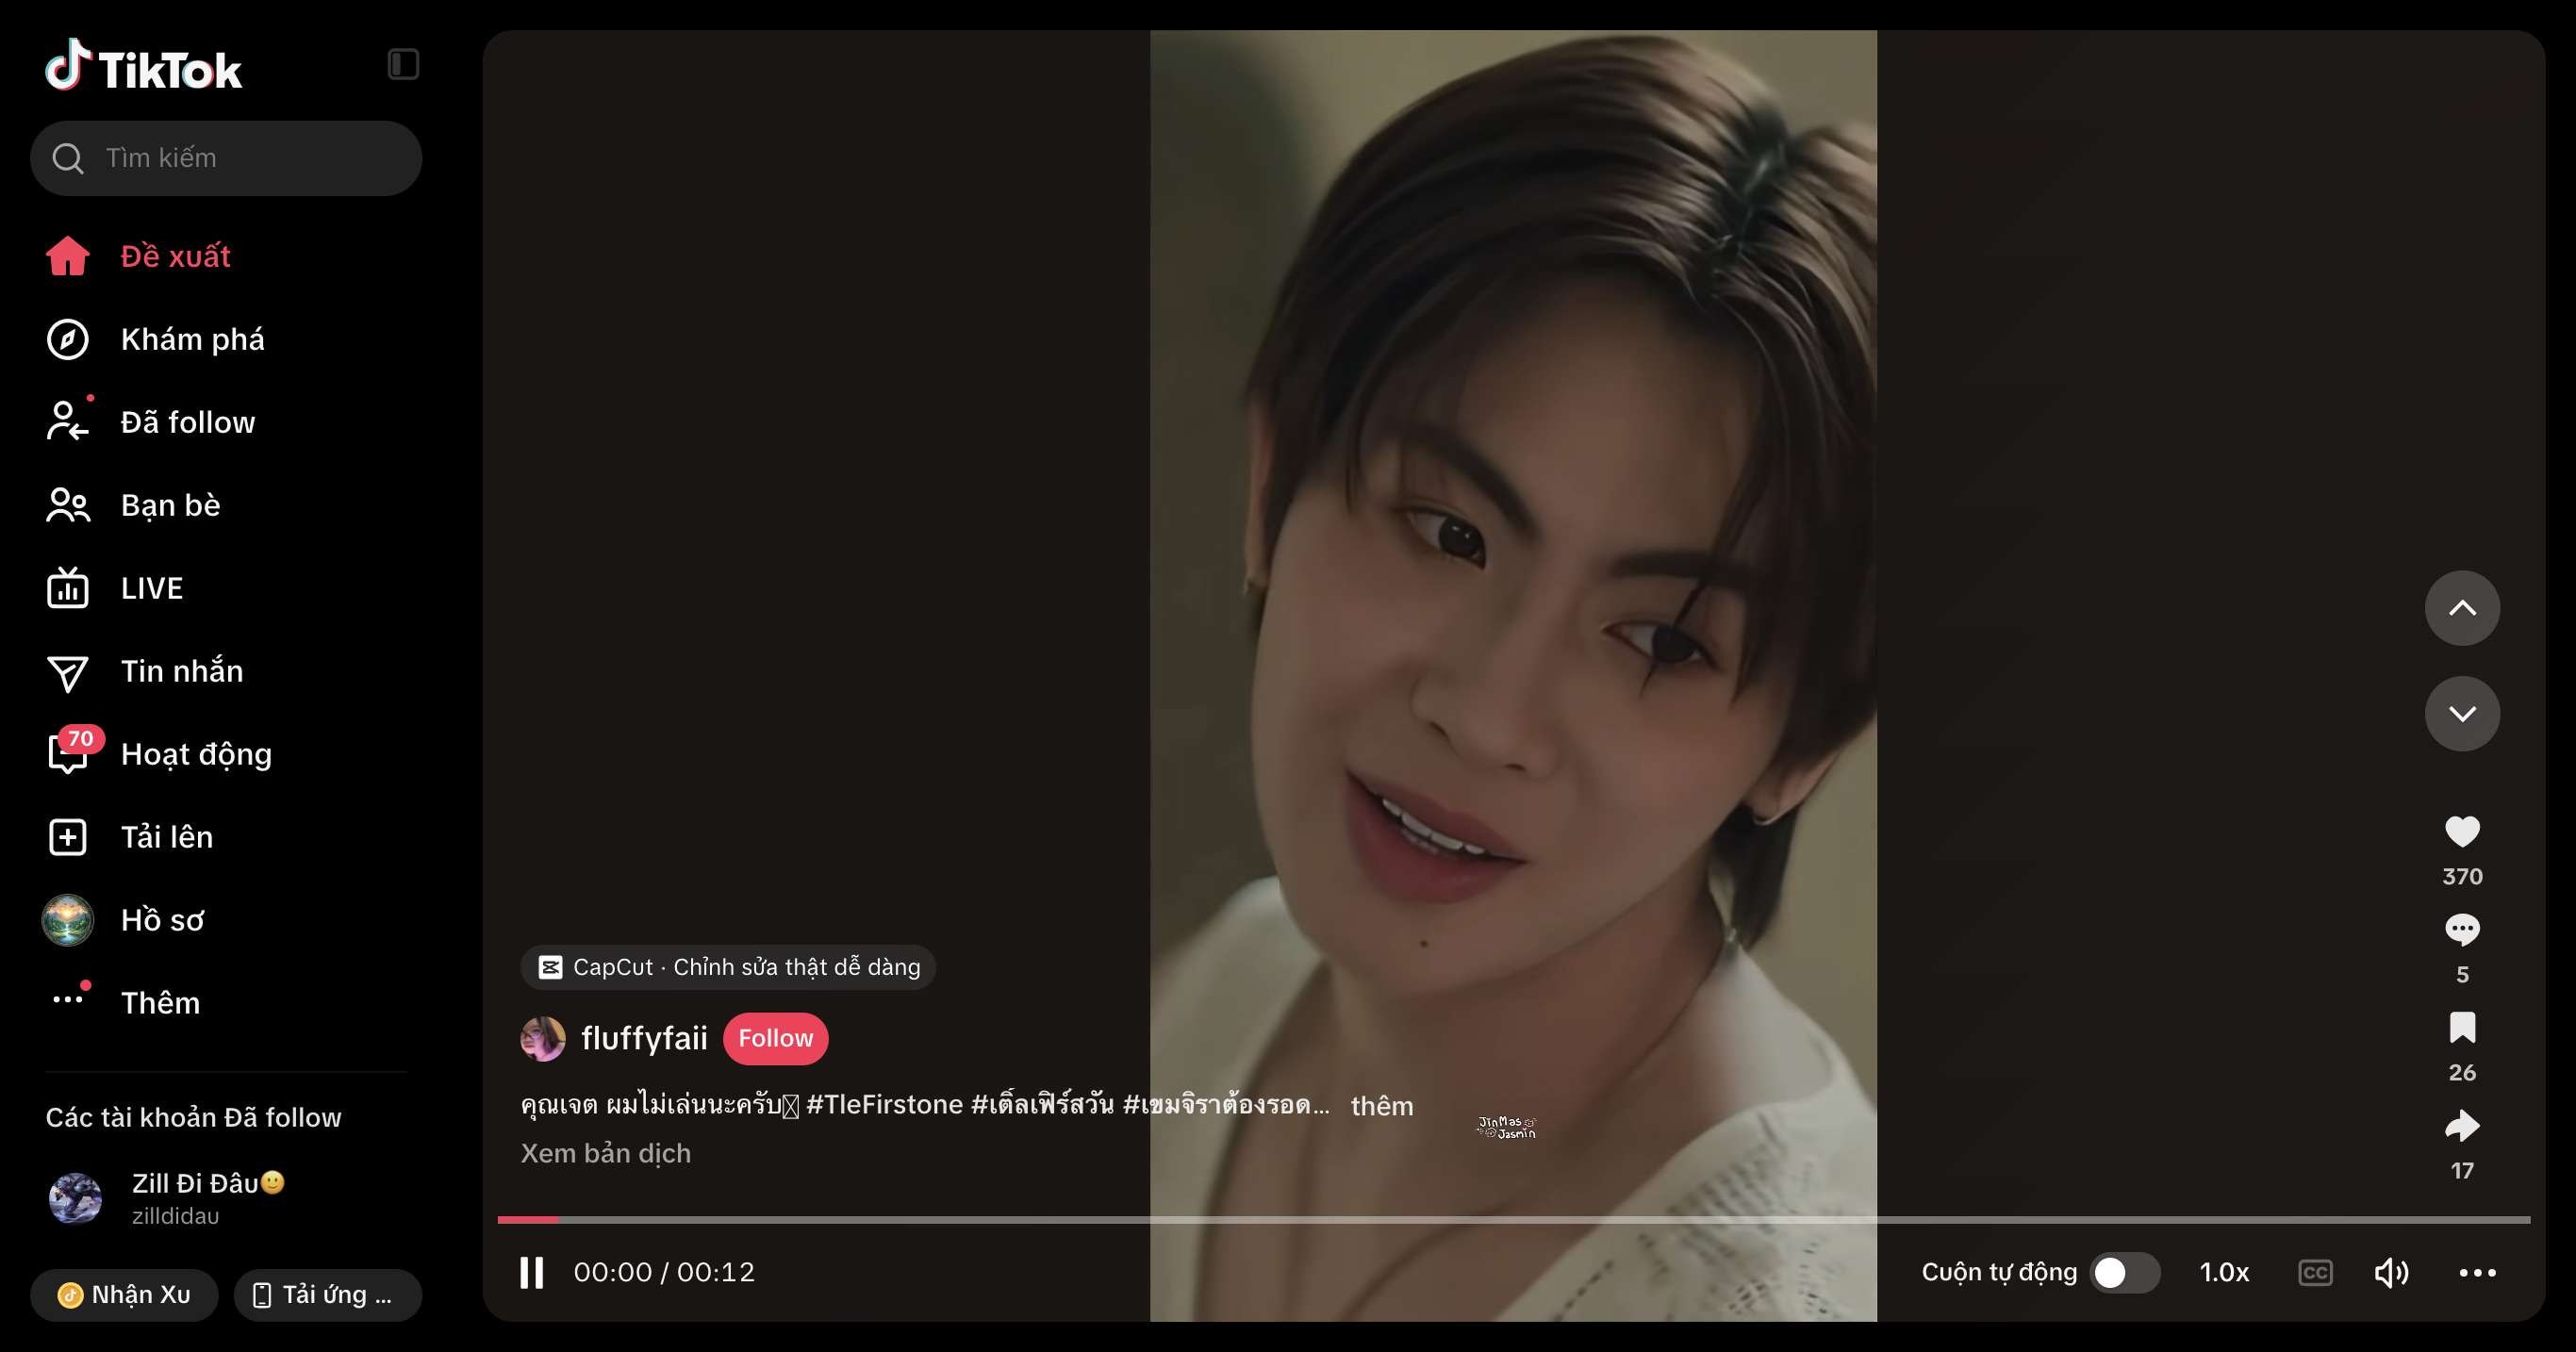 TikTok
Tìm kiếm
Đề xuất
Khám phá
Đã follow
Bạn bè
LIVE
Tin nhắn
70
Hoạt động
Tải lên
Hồ sơ
Thêm
Các tài khoản Đã follow
Zill Đi Đâu🙂
zilldidau
Nhận Xu
Tải ứng ...
CapCut · Chỉnh sửa thật dễ dàng
fluffyfaii
Follow
คุณเจต ผมไม่เล่นนะครับ #TleFirstone #เติ้ลเฟิร์สวัน #เขมจิราต้องรอด... thêm
Xem bản dịch
JinMas
Jasmin
00:00 / 00:12
Cuộn tự động
1.0x
CC
370
5
26
17